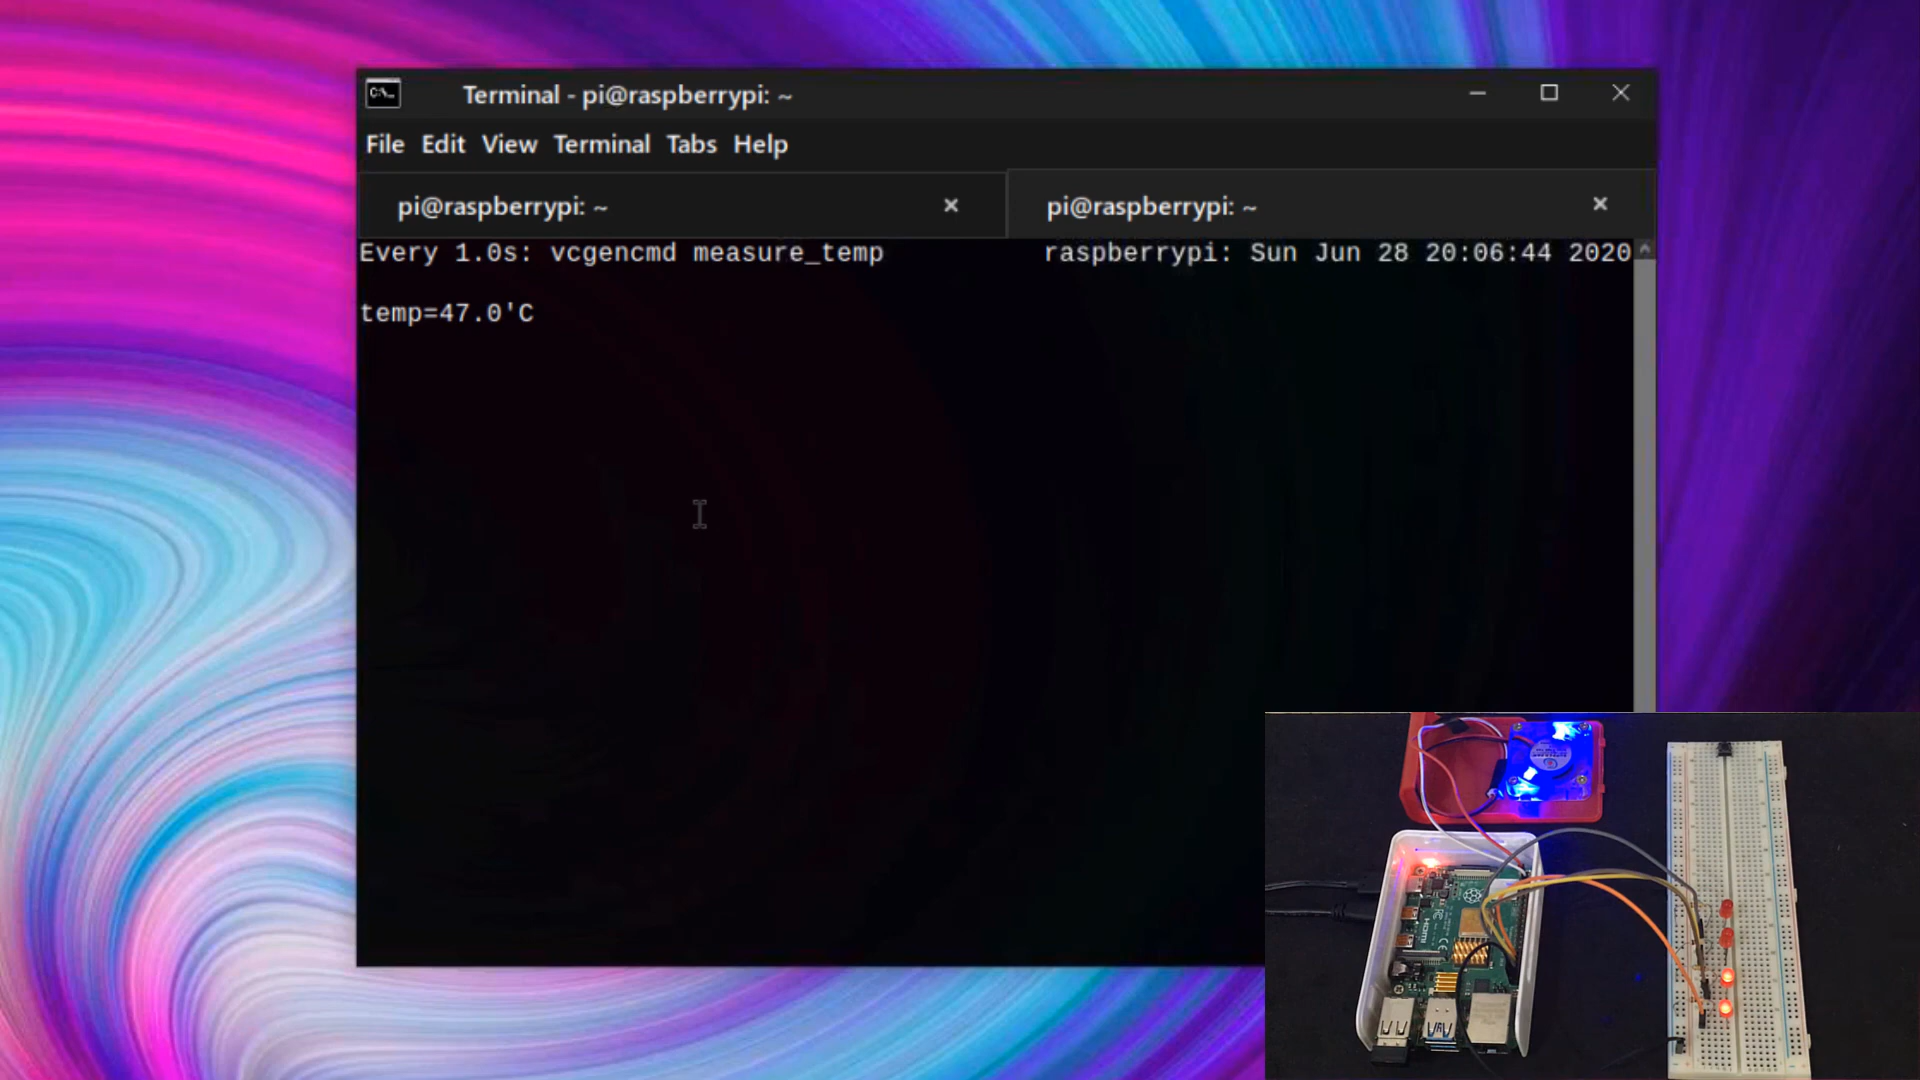 Terminal - pi@raspberrypi: ~
File Edit View Terminal Tabs Help
pi@raspberrypi: ~
pi@raspberrypi: ~
Every 1.0s: vcgencmd measure_temp raspberrypi: Sun Jun 28 20:06:44 2020
temp=47.0'C
HDMI